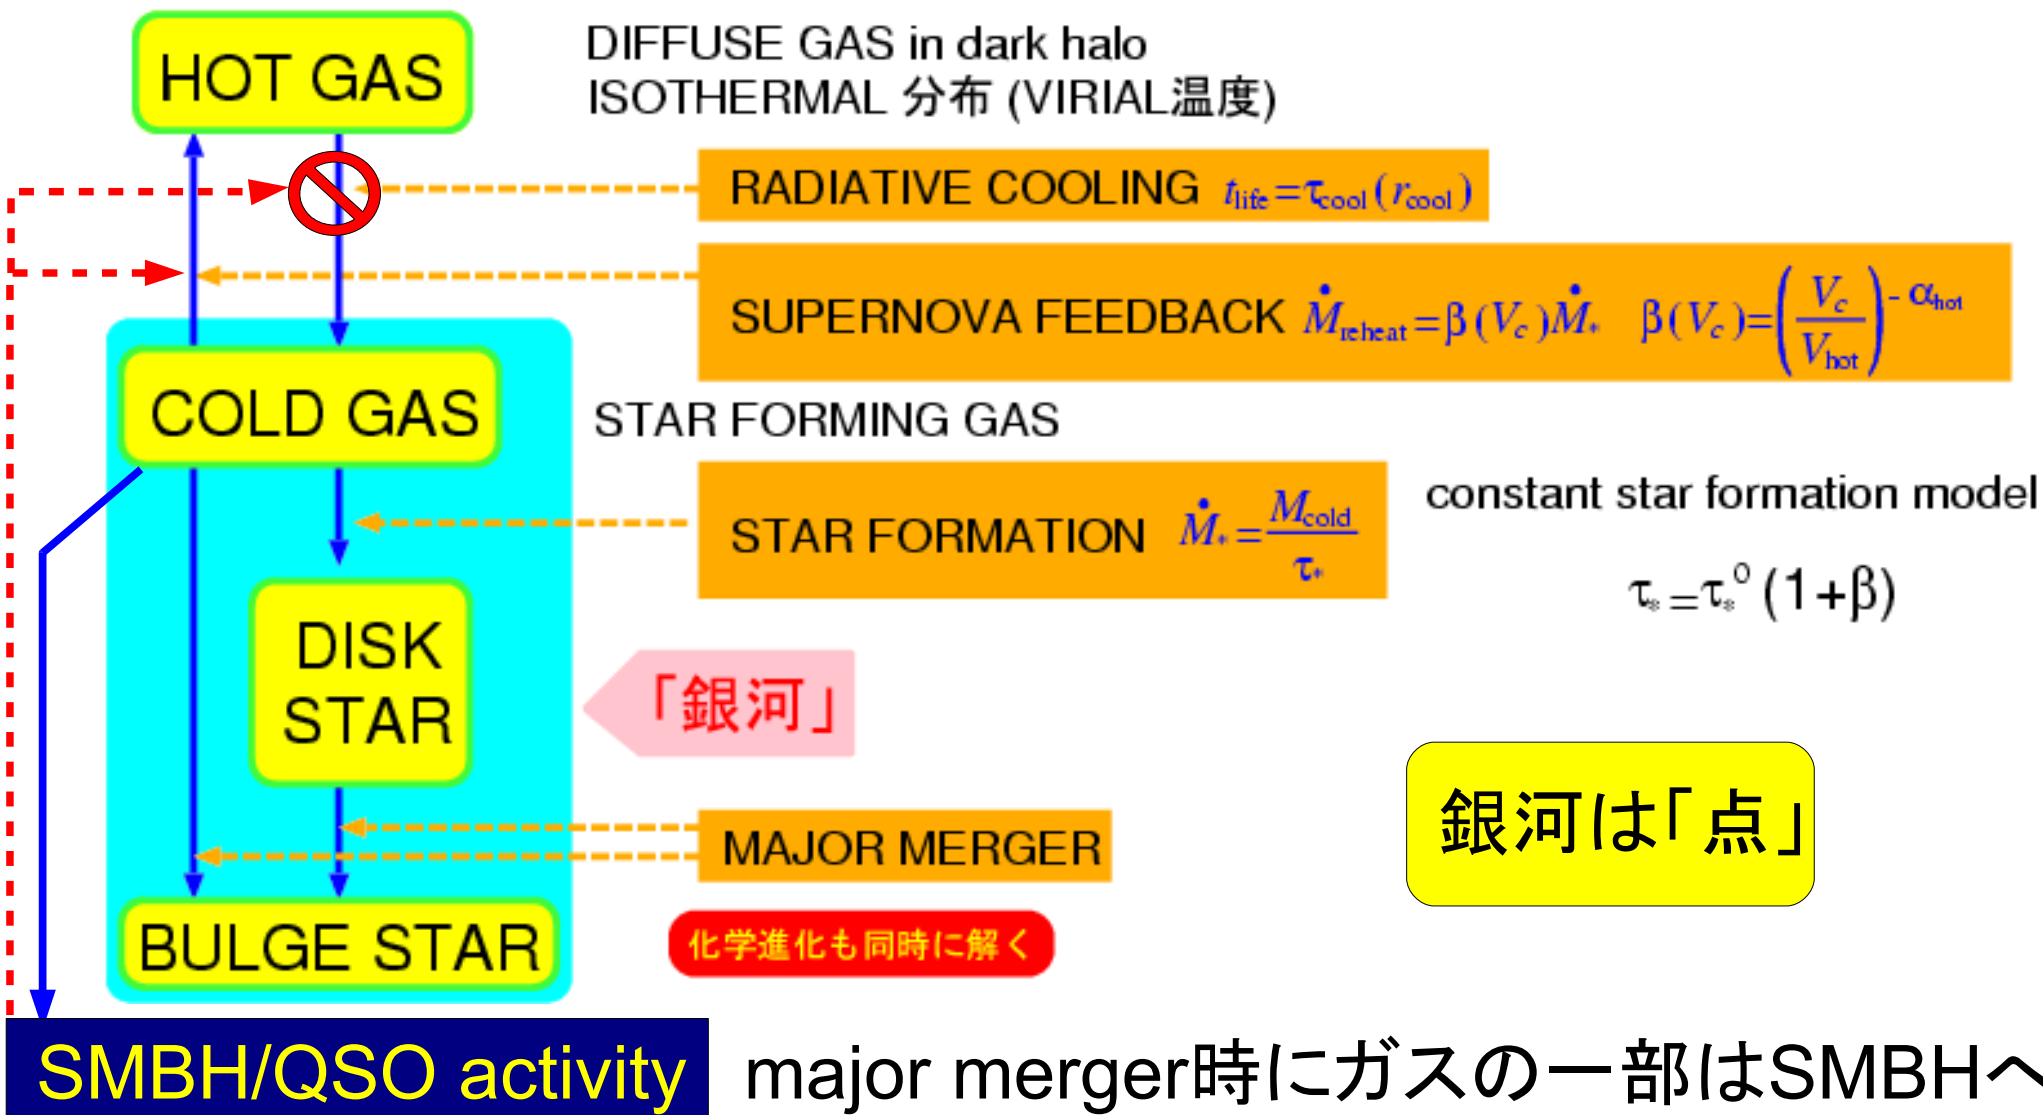 HOT GAS
DIFFUSE GAS in dark halo
ISOTHERMAL 分布 (VIRIAL温度)
RADIATIVE COOLING t_life=τ_cool(r_cool)
SUPERNOVA FEEDBACK Ṁ_reheat=β(V_c)Ṁ_* β(V_c)=(V_c/V_hot)^-α_hot
COLD GAS
STAR FORMING GAS
STAR FORMATION Ṁ_*=M_cold/τ_*
constant star formation model
τ_*=τ_*^0(1+β)
DISK
STAR
「銀河」
銀河は「点」
MAJOR MERGER
BULGE STAR
化学進化も同時に解く
SMBH/QSO activity
major merger時にガスの一部はSMBHへ